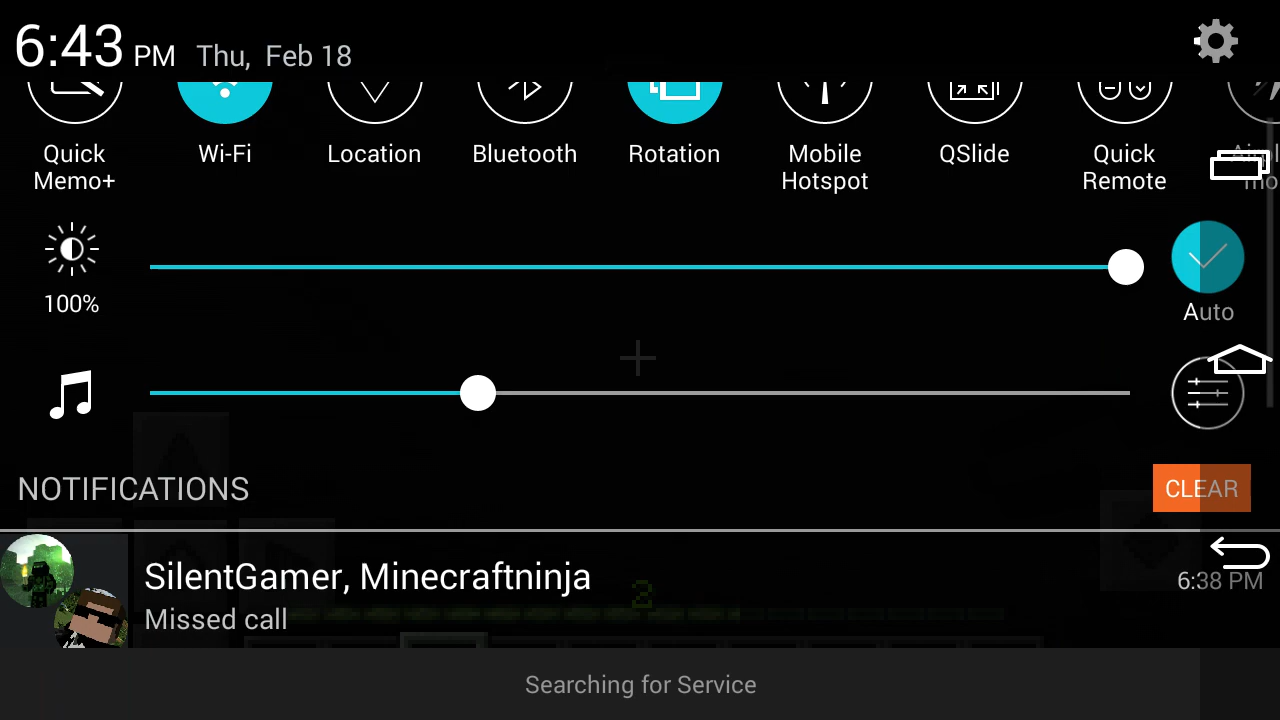 6:43 PM Thu, Feb 18
Quick Memo+
Wi-Fi
Location
Bluetooth
Rotation
Mobile Hotspot
QSlide
Quick Remote
100%
Auto
NOTIFICATIONS
CLEAR
SilentGamer, Minecraftninja
6:38 PM
Missed call
2
Searching for Service